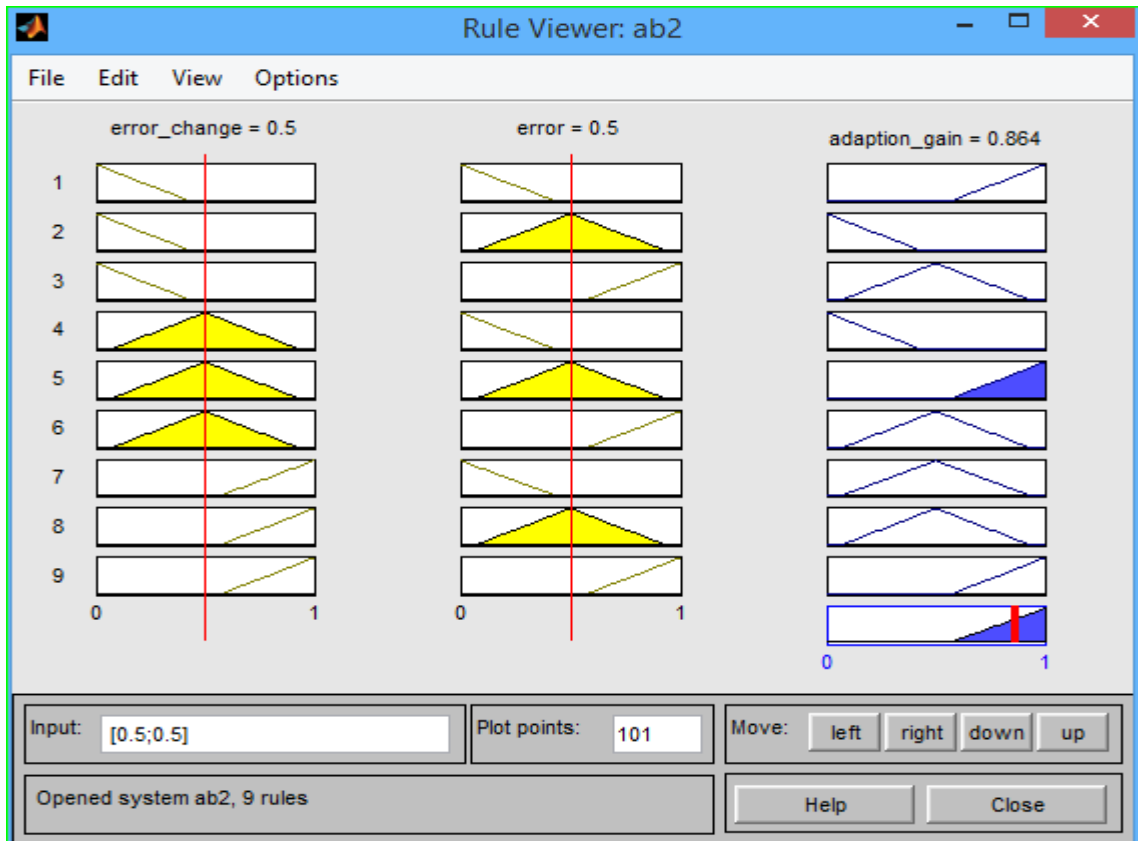 Rule Viewer: ab2
File Edit View Options
error_change = 0.5 error = 0.5 adaption_gain = 0.864
1
2
3
4
5
6
7
8
9
0 1 0 1
0 1
Input: [0.5;0.5] Plot points: 101 Move: left right down up
Opened system ab2, 9 rules Help Close